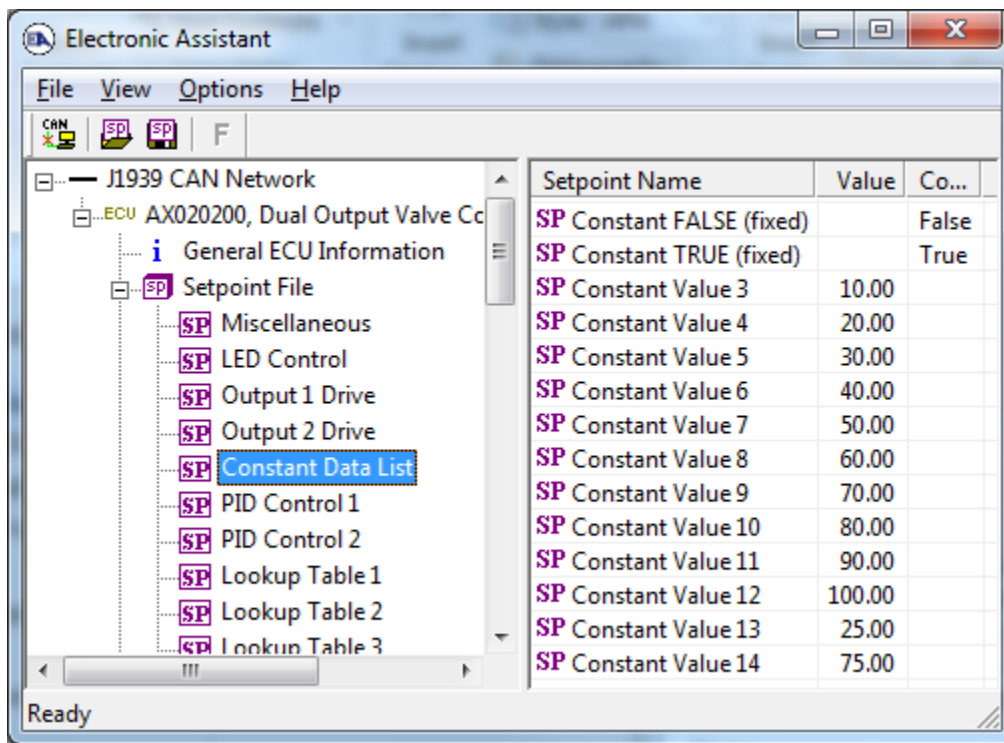 EA Electronic Assistant
File View Options Help
CAN SP SP F
J1939 CAN Network
ECU AX020200, Dual Output Valve Cc
i General ECU Information
SP Setpoint File
SP Miscellaneous
SP LED Control
SP Output 1 Drive
SP Output 2 Drive
SP Constant Data List
SP PID Control 1
SP PID Control 2
SP Lookup Table 1
SP Lookup Table 2
SP Lookup Table 3
Setpoint Name Value Co...
SP Constant FALSE (fixed) False
SP Constant TRUE (fixed) True
SP Constant Value 3 10.00
SP Constant Value 4 20.00
SP Constant Value 5 30.00
SP Constant Value 6 40.00
SP Constant Value 7 50.00
SP Constant Value 8 60.00
SP Constant Value 9 70.00
SP Constant Value 10 80.00
SP Constant Value 11 90.00
SP Constant Value 12 100.00
SP Constant Value 13 25.00
SP Constant Value 14 75.00
Ready